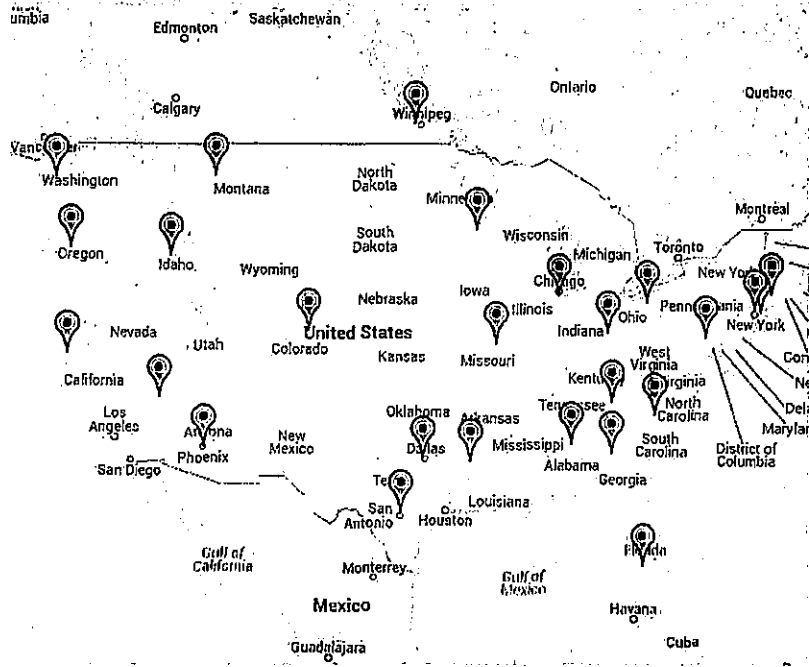 Edmonton
Saskatchewan
Calgary
Winnipeg
Ontario
Quebec
Washington
Montana
North
Dakota
Montreal
Oregon
Idaho
South
Dakota
Wisconsin
Michigan
Toronto
Wyoming
Nebraska
Iowa
New York
Nevada
Utah
Colorado
United States
Kansas
Illinois
Missouri
Indiana
Ohio
New York
California
West
Virginia
Los
Angeles
San Diego
Phoenix
New
Mexico
Oklahoma
Mississippi
Alabama
North
Carolina
South
Carolina
Georgia
District of
Columbia
San
Antonio
Houston
Louisiana
Gulf of
California
Monterrey
Gulf of
Mexico
Mexico
Havana
Cuba
Guadalajara